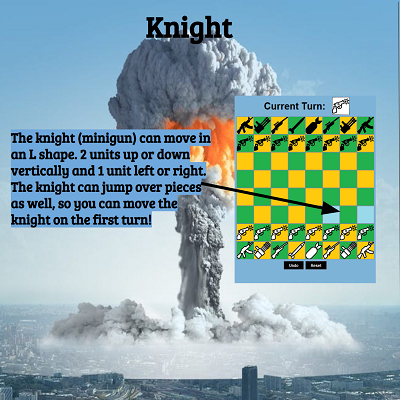 Knight
Current Turn:
The knight (minigun) can move in
an L shape. 2 units up or down
vertically and 1 unit left or right.
The knight can jump over pieces
as well, so you can move the
knight on the first turn!
Undo
Reset